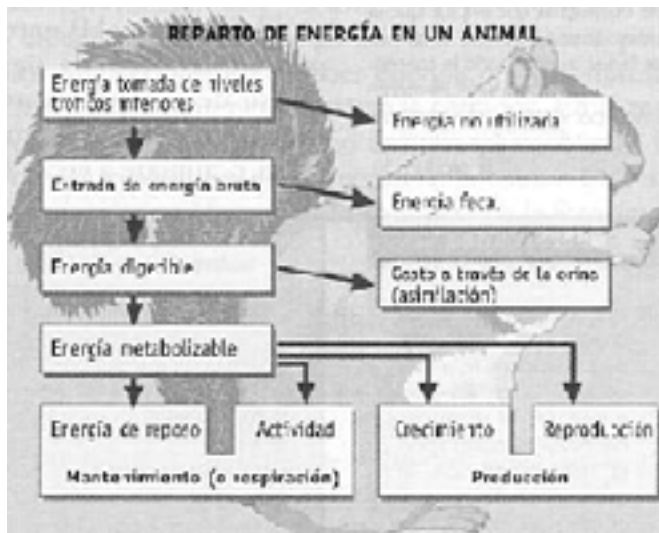 REPARTO DE ENERGÍA EN UN ANIMAL
Energía tomada de niveles
tróficos inferiores
Energía no utilizada
Entrada de energía bruta
Energía fecal
Energía digerible
Gasto a través de la orina
(asimilación)
Energía metabolizable
Energía de reposo
Actividad
Crecimiento
Reproducción
Mantenimiento (o respiración)
Producción